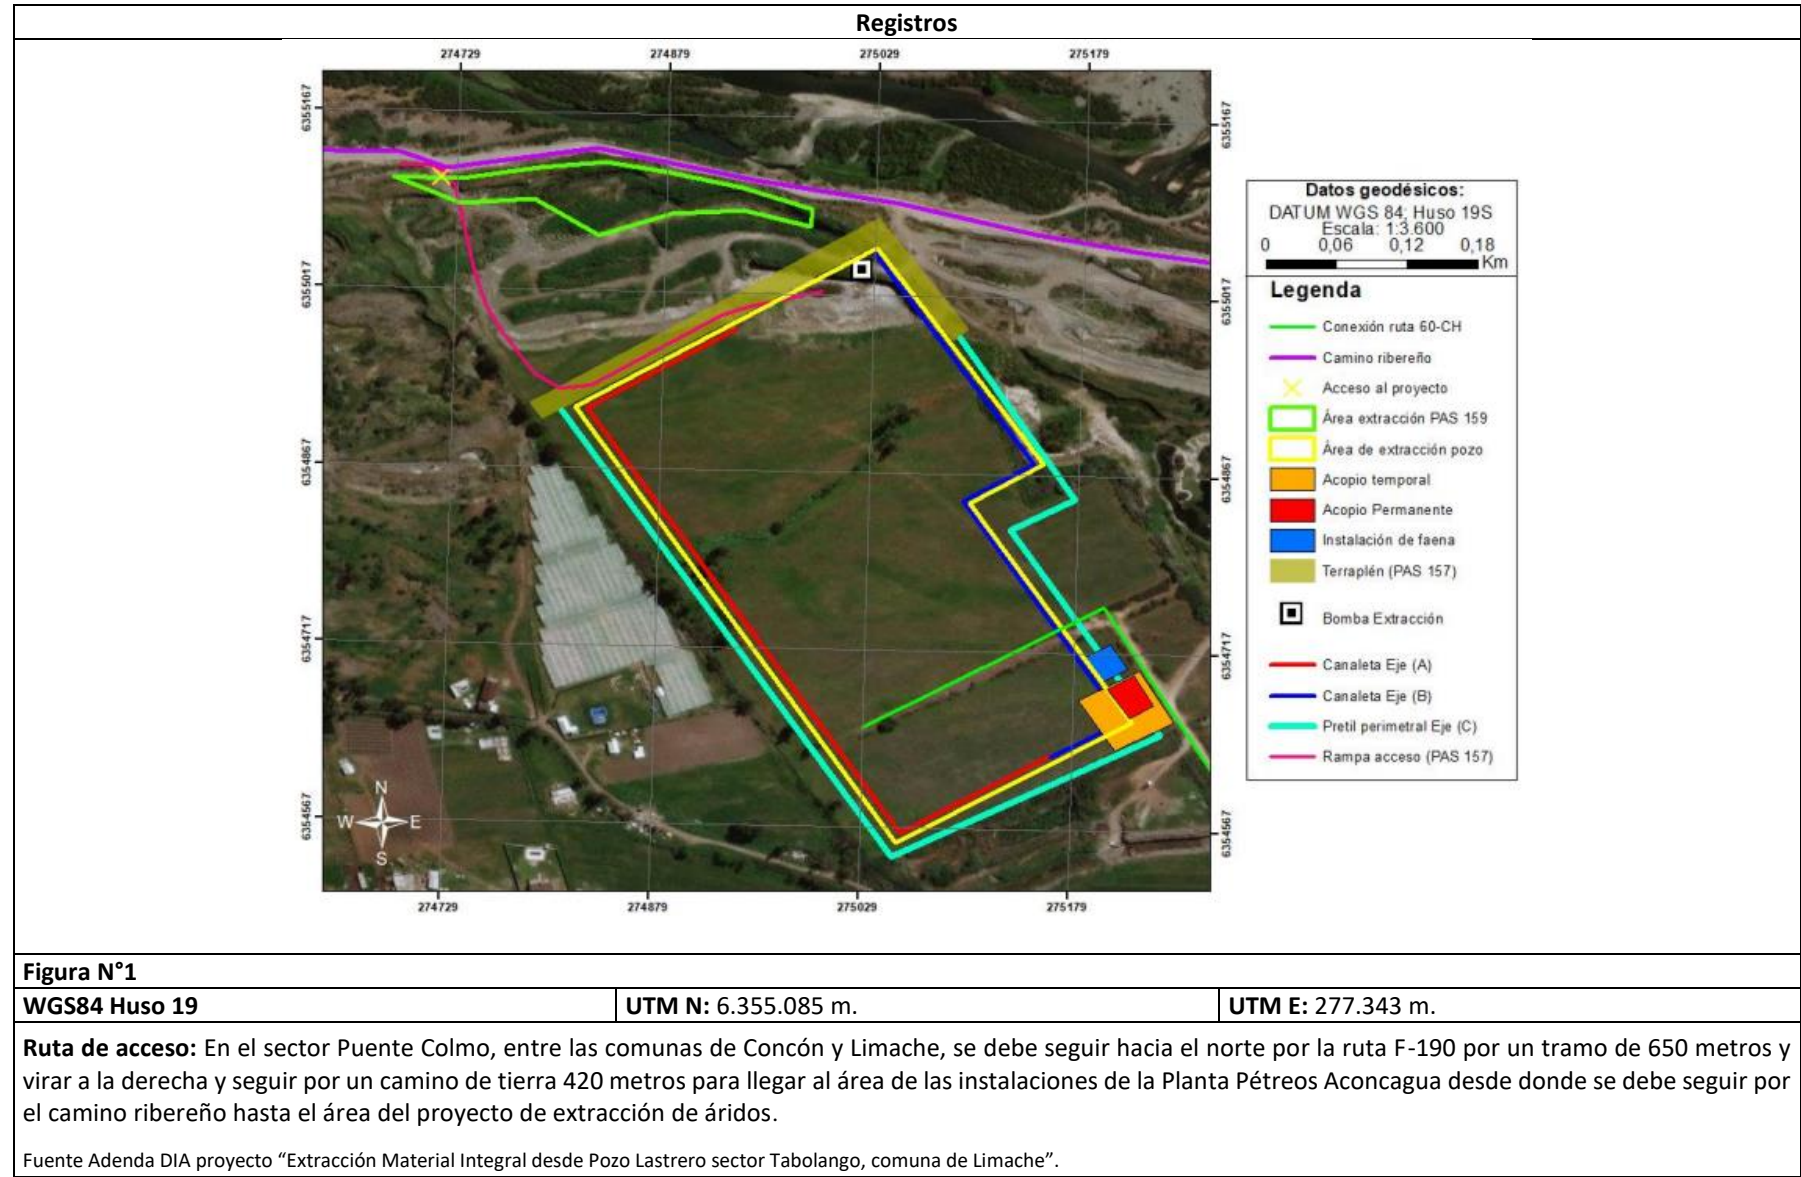 Registros
274729 274879 275029 275179
6355167 6355167
6355017 6355017
6354867 6354867
6354717 6354717
6354567 6354567
N
W E
S
274729 274879 275029 275179
Datos geodésicos:
DATUM WGS 84; Huso 19S
Escala: 1:3.600
0 0,06 0,12 0,18
Km
Legenda
Conexión ruta 60-CH
Camino ribereño
Acceso al proyecto
Área extracción PAS 159
Área de extracción pozo
Acopio temporal
Acopio Permanente
Instalación de faena
Terraplén (PAS 157)
Bomba Extracción
Canaleta Eje (A)
Canaleta Eje (B)
Pretil perimetral Eje (C)
Rampa acceso (PAS 157)
Figura N°1
WGS84 Huso 19 UTM N: 6.355.085 m. UTM E: 277.343 m.
Ruta de acceso: En el sector Puente Colmo, entre las comunas de Concón y Limache, se debe seguir hacia el norte por la ruta F-190 por un tramo de 650 metros y
virar a la derecha y seguir por un camino de tierra 420 metros para llegar al área de las instalaciones de la Planta Pétreos Aconcagua desde donde se debe seguir por
el camino ribereño hasta el área del proyecto de extracción de áridos.
Fuente Adenda DIA proyecto “Extracción Material Integral desde Pozo Lastrero sector Tabolango, comuna de Limache”.